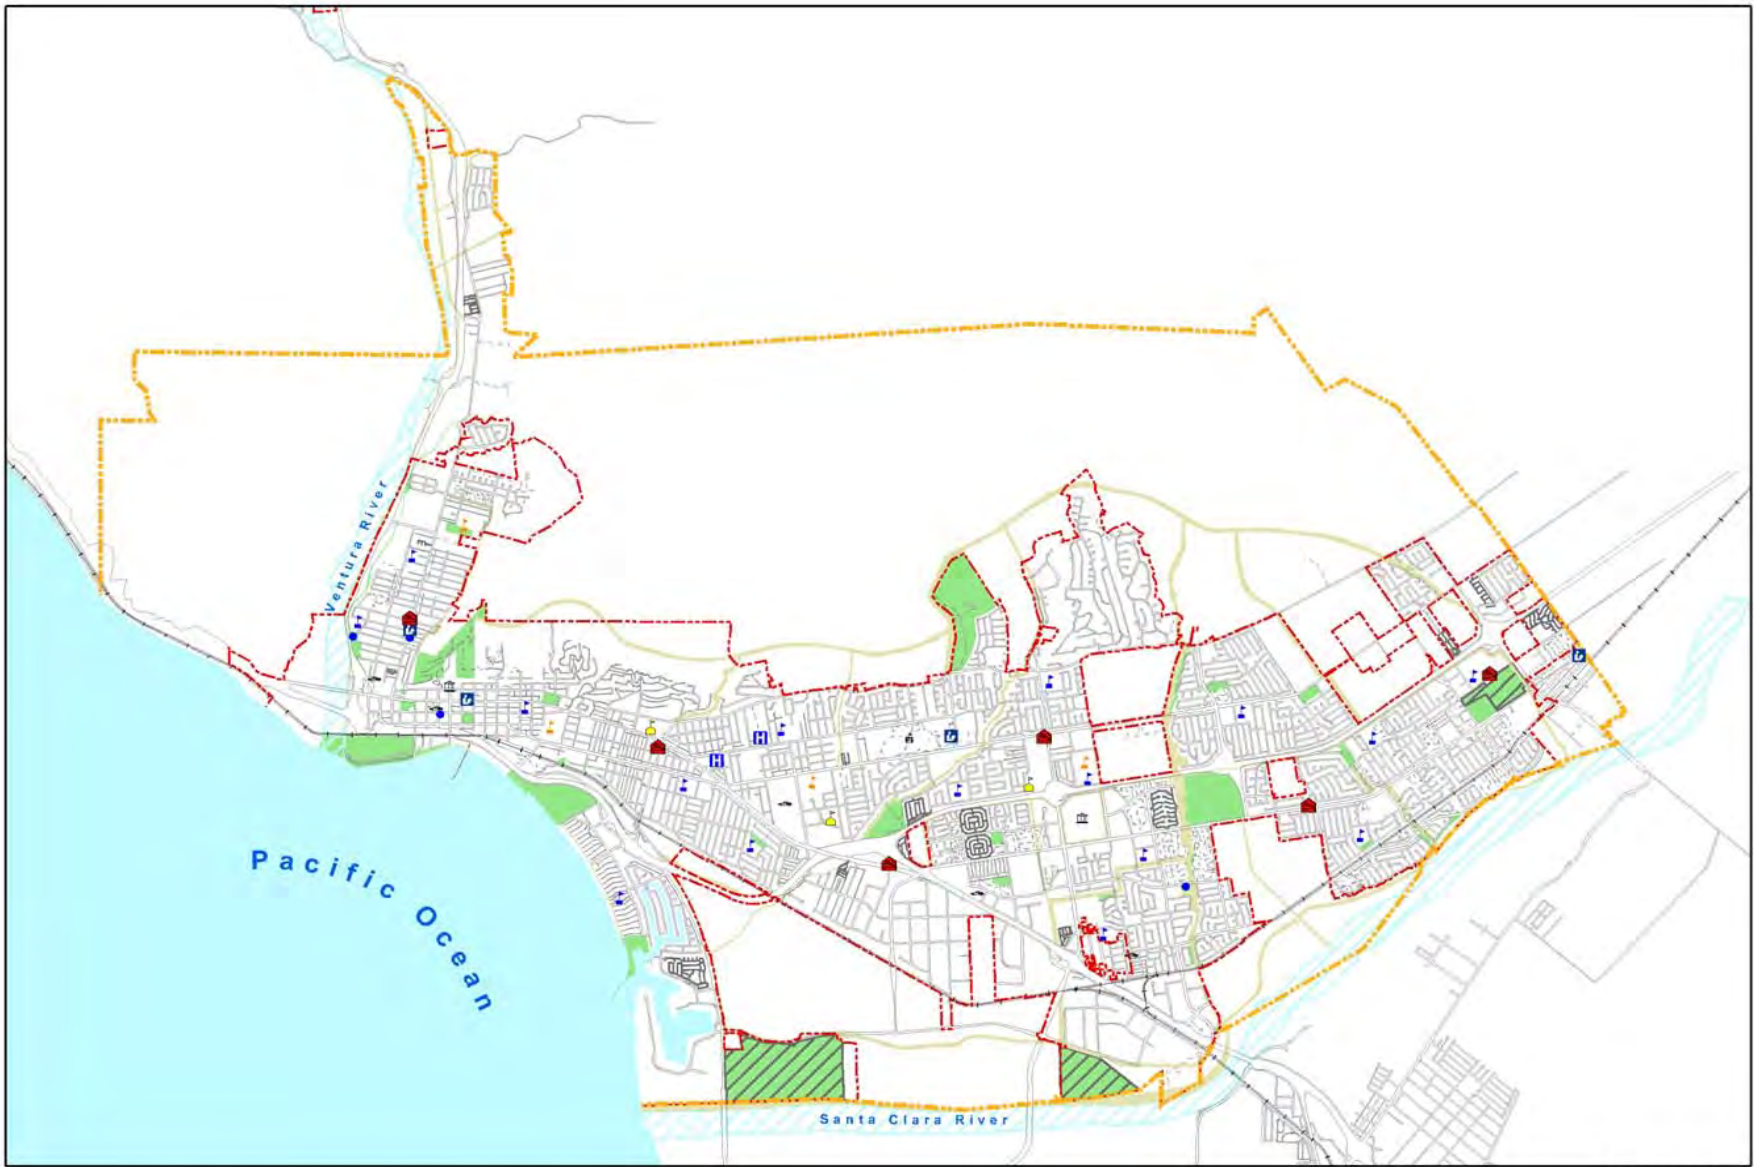 Ventura River
Pacific Ocean
H
H
Santa Clara River